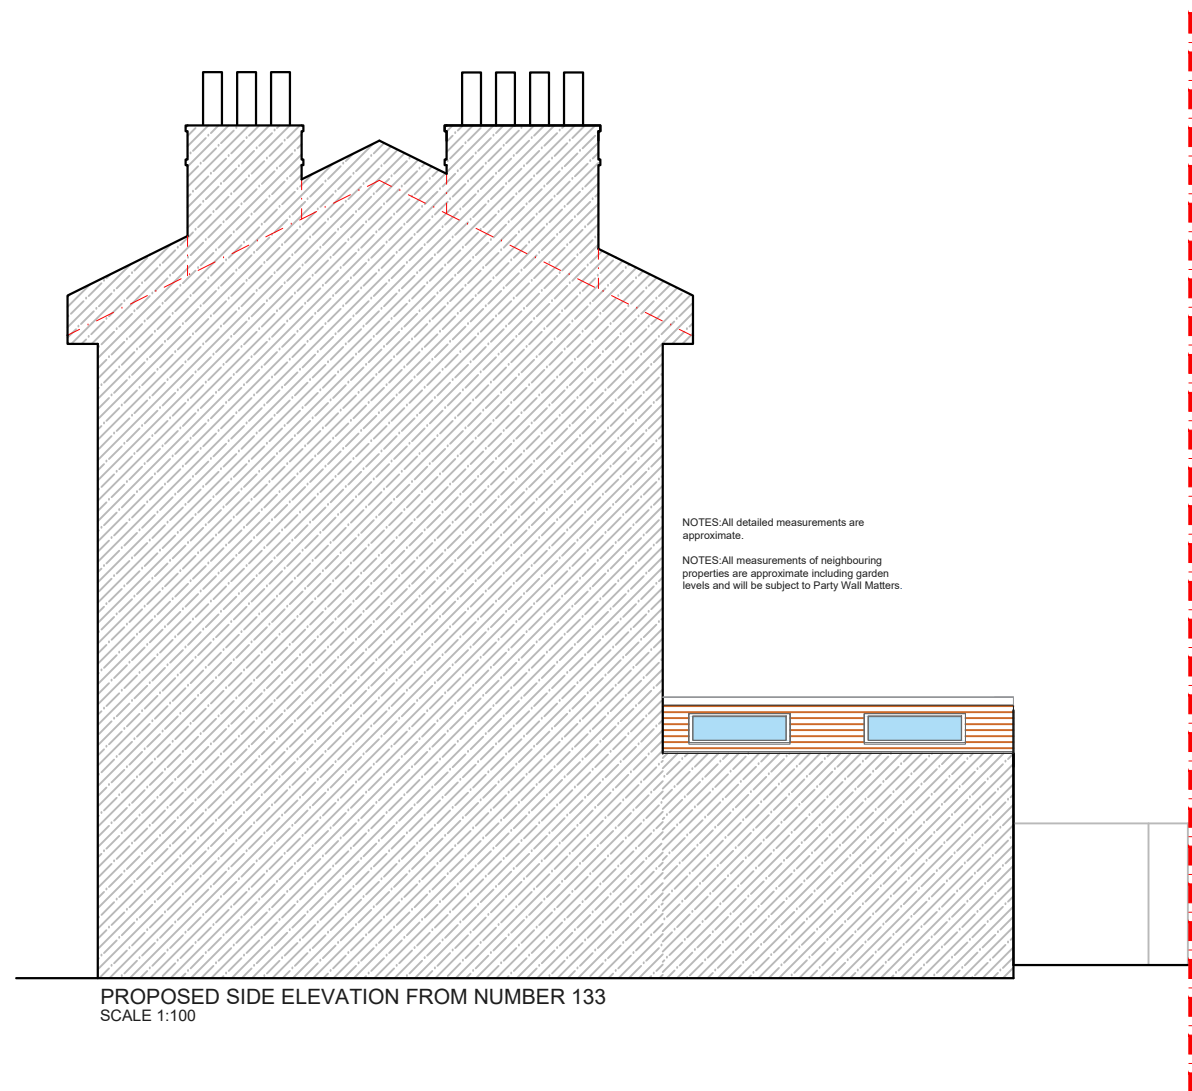 NOTES:All detailed measurements are
approximate.
NOTES:All measurements of neighbouring
properties are approximate including garden
levels and will be subject to Party Wall Matters.
PROPOSED SIDE ELEVATION FROM NUMBER 133
SCALE 1:100